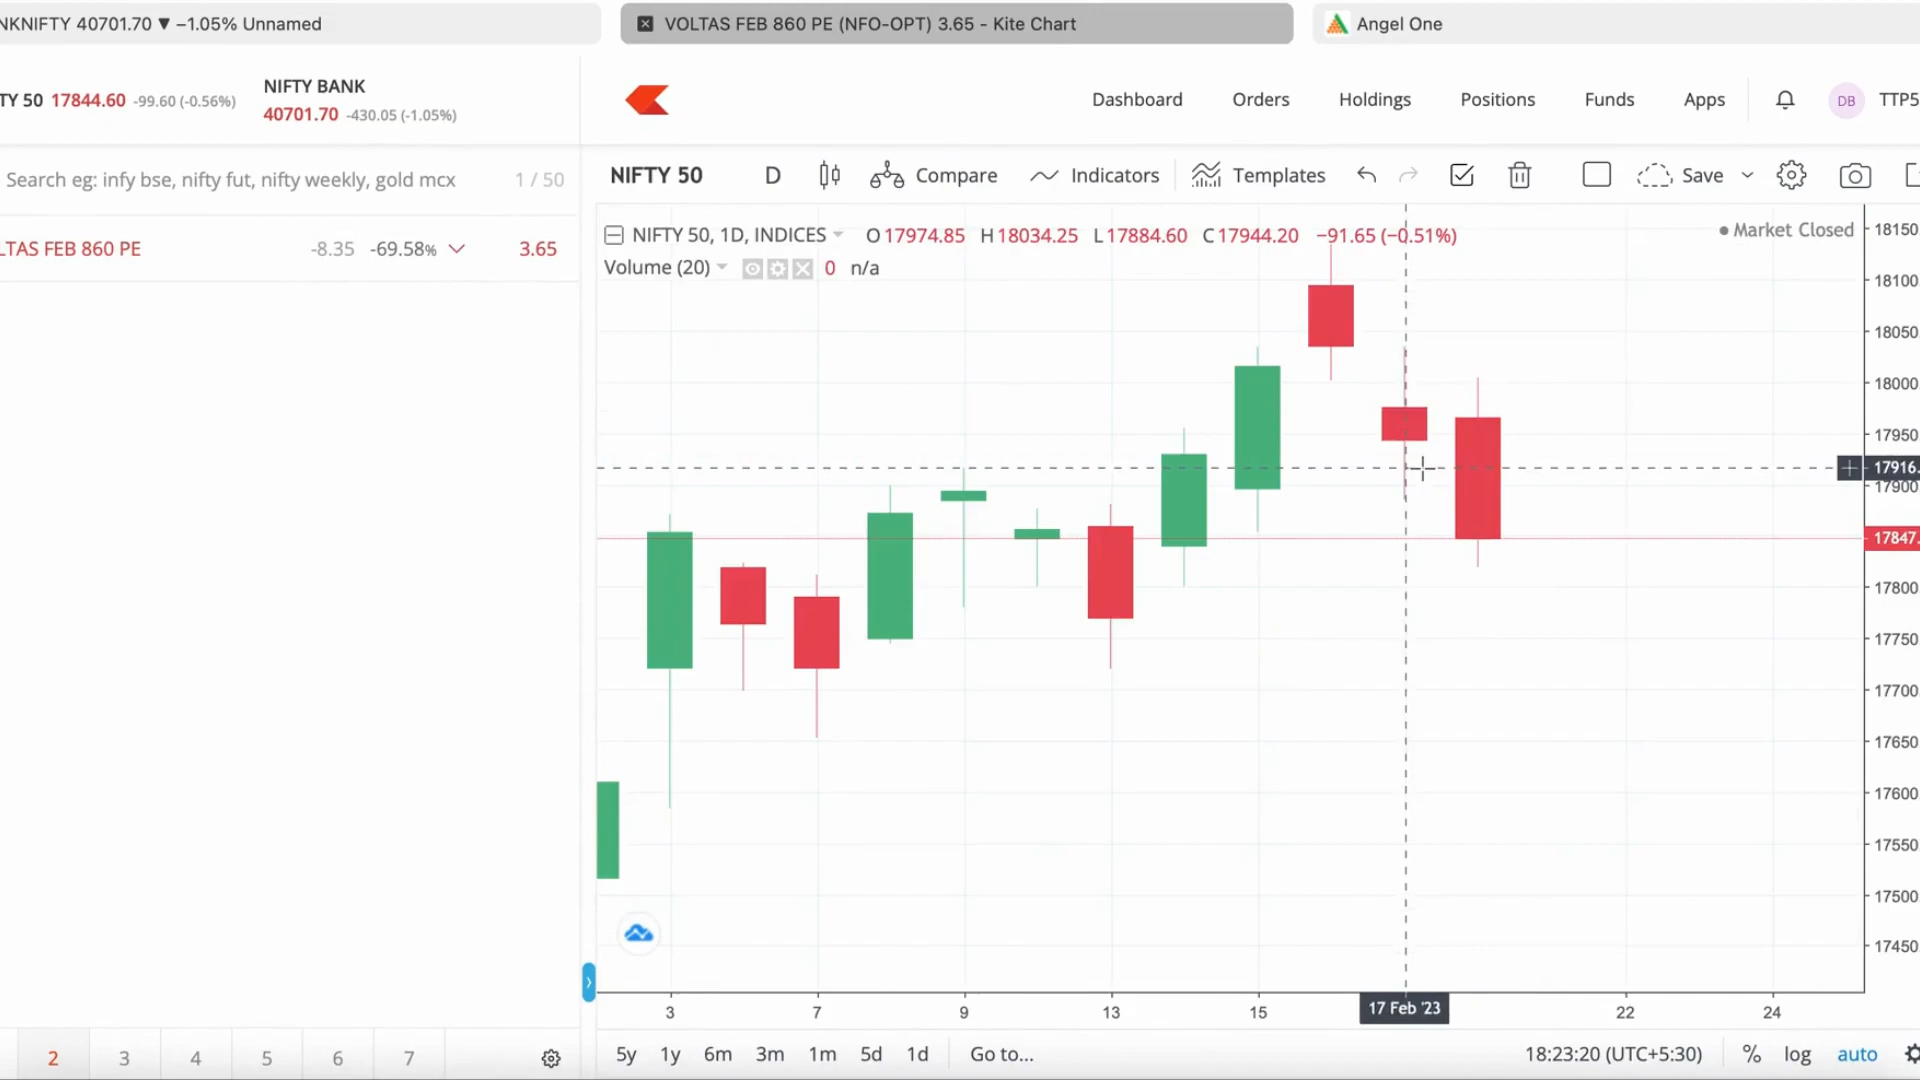 NKNIFTY 40701.70 ▼ −1.05% Unnamed
VOLTAS FEB 860 PE (NFO-OPT) 3.65 - Kite Chart
Angel One
TY 50 17844.60 -99.60 (-0.56%)
NIFTY BANK
40701.70 -430.05 (-1.05%)
Dashboard
Orders
Holdings
Positions
Funds
Apps
DB
TTP5
Search eg: infy bse, nifty fut, nifty weekly, gold mcx
1 / 50
LTAS FEB 860 PE -8.35 -69.58% 3.65
NIFTY 50
D
Compare
Indicators
Templates
Save
NIFTY 50, 1D, INDICES O17974.85 H18034.25 L17884.60 C17944.20 −91.65 (−0.51%)
Market Closed
Volume (20) 0 n/a
18150
18100
18050
18000
17950
17916.
17900
17847.
17800
17750
17700
17650
17600
17550
17500
17450
3
7
9
13
15
17 Feb '23
22
24
2
3
4
5
6
7
5y 1y 6m 3m 1m 5d 1d
Go to...
18:23:20 (UTC+5:30)
%
log
auto